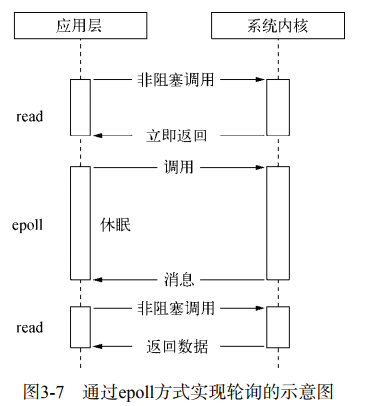 应用层 系统内核
非阻塞调用
read
立即返回
调用
epoll 休眠
消息
非阻塞调用
read
返回数据
图3-7 通过epoll方式实现轮询的示意图